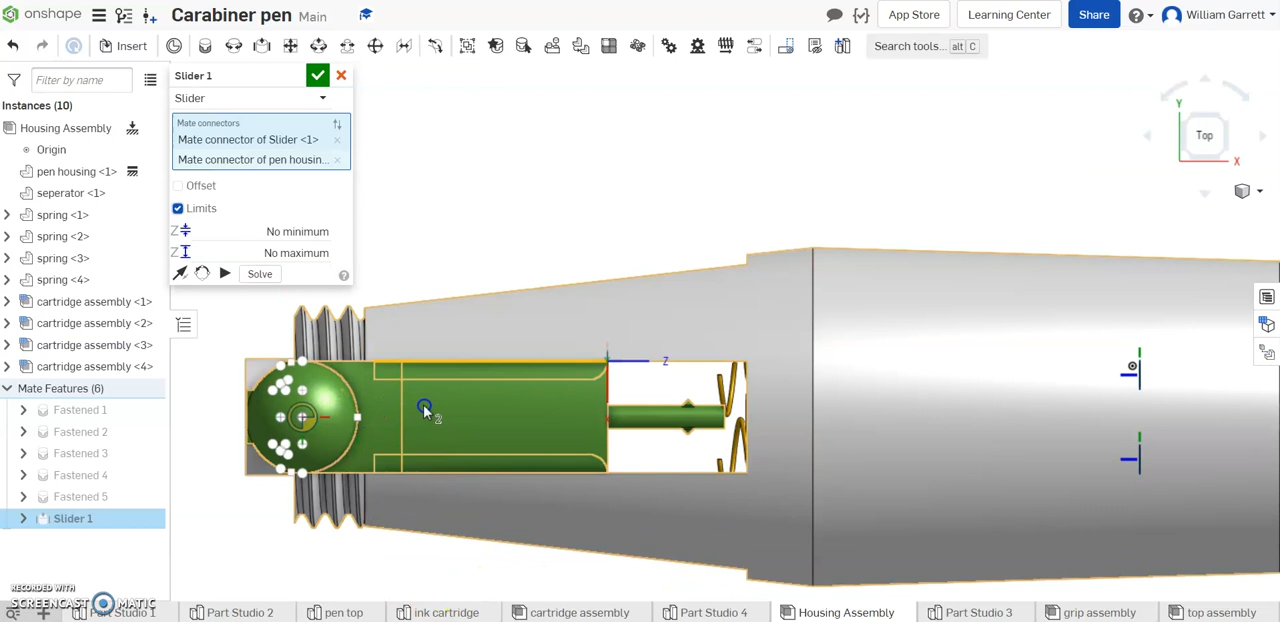 onshape
Carabiner pen Main
App Store
Learning Center
Share
William Garrett
Insert
Search tools... alt C
Filter by name
Instances (10)
Housing Assembly
Origin
pen housing <1>
seperator <1>
spring <1>
spring <2>
spring <3>
spring <4>
cartridge assembly <1>
cartridge assembly <2>
cartridge assembly <3>
cartridge assembly <4>
Mate Features (6)
Fastened 1
Fastened 2
Fastened 3
Fastened 4
Fastened 5
Slider 1
Slider 1
Slider
Mate connectors
Mate connector of Slider <1>
Mate connector of pen housin...
Offset
Limits
Z No minimum
Z No maximum
Solve
Z
2
Y
Top
X
RECORDED WITH
SCREENCAST MATIC
Part Studio 1
Part Studio 2
pen top
ink cartridge
cartridge assembly
Part Studio 4
Housing Assembly
Part Studio 3
grip assembly
top assembly